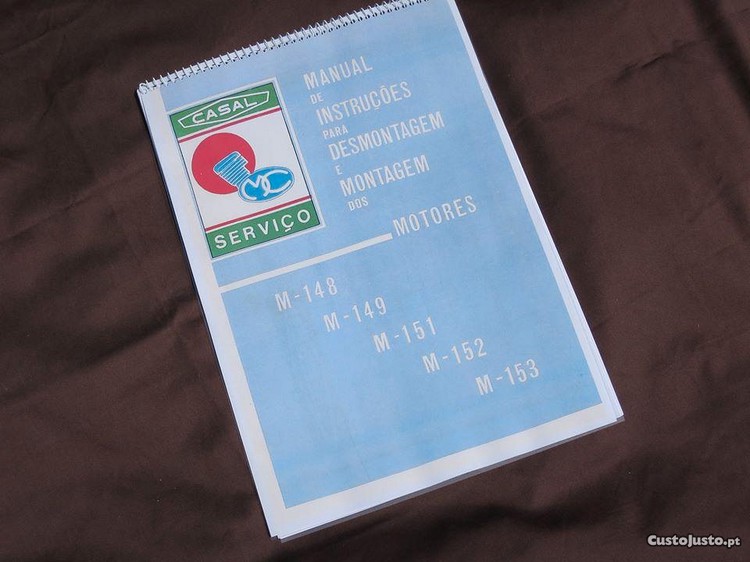 CASAL
MC
SERVIÇO
MANUAL
DE
INSTRUÇÕES
PARA
DESMONTAGEM
E
MONTAGEM
DOS
MOTORES
M-148
M-149
M-151
M-152
M-153
CustoJusto.pt